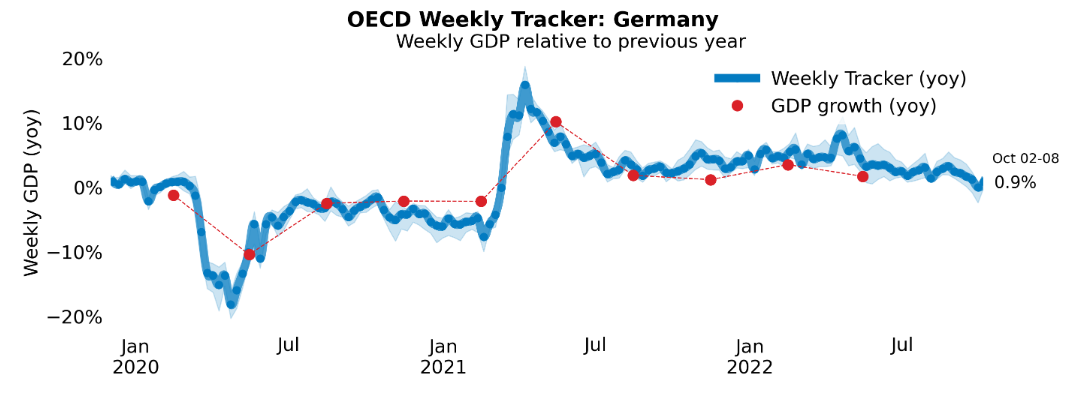 OECD Weekly Tracker: Germany
Weekly GDP relative to previous year
Weekly GDP (yoy)
20%
10%
0%
−10%
−20%
Weekly Tracker (yoy)
GDP growth (yoy)
Oct 02-08
0.9%
Jan
2020
Jul
Jan
2021
Jul
Jan
2022
Jul